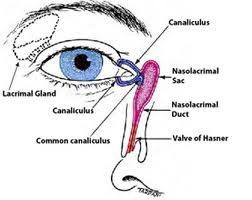 Canaliculus
Nasolacrimal
Sac
Lacrimal Gland
Canaliculus
Nasolacrimal
Duct
Common canaliculus
Valve of Hasner